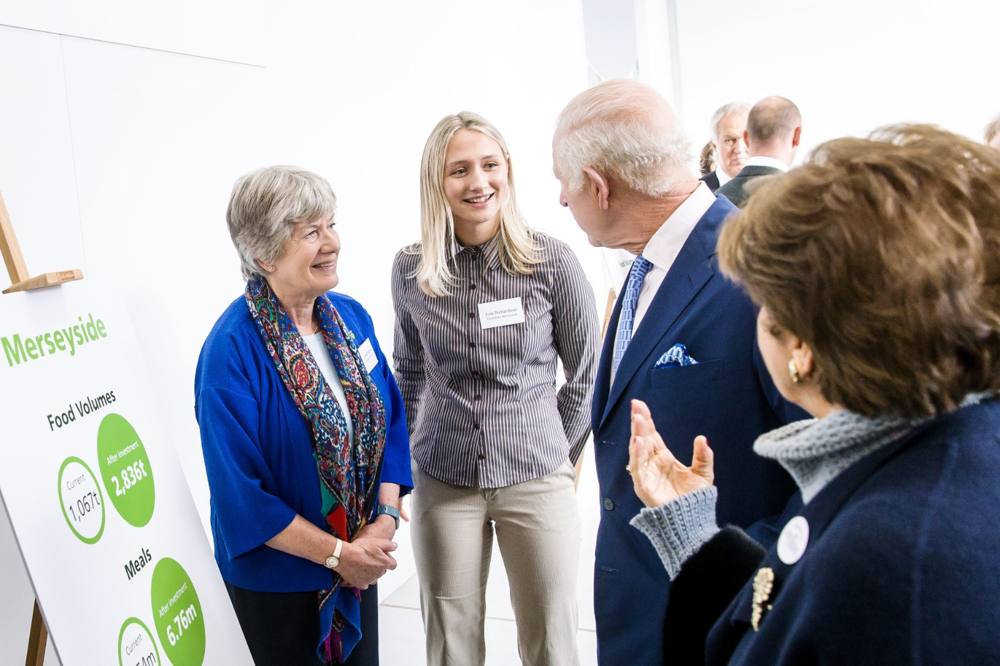 Merseyside
Food Volumes
Current
1,067t
After investment
2,836t
Meals
Current
After investment
6.76m
Evie Richardson
FareShare Merseyside